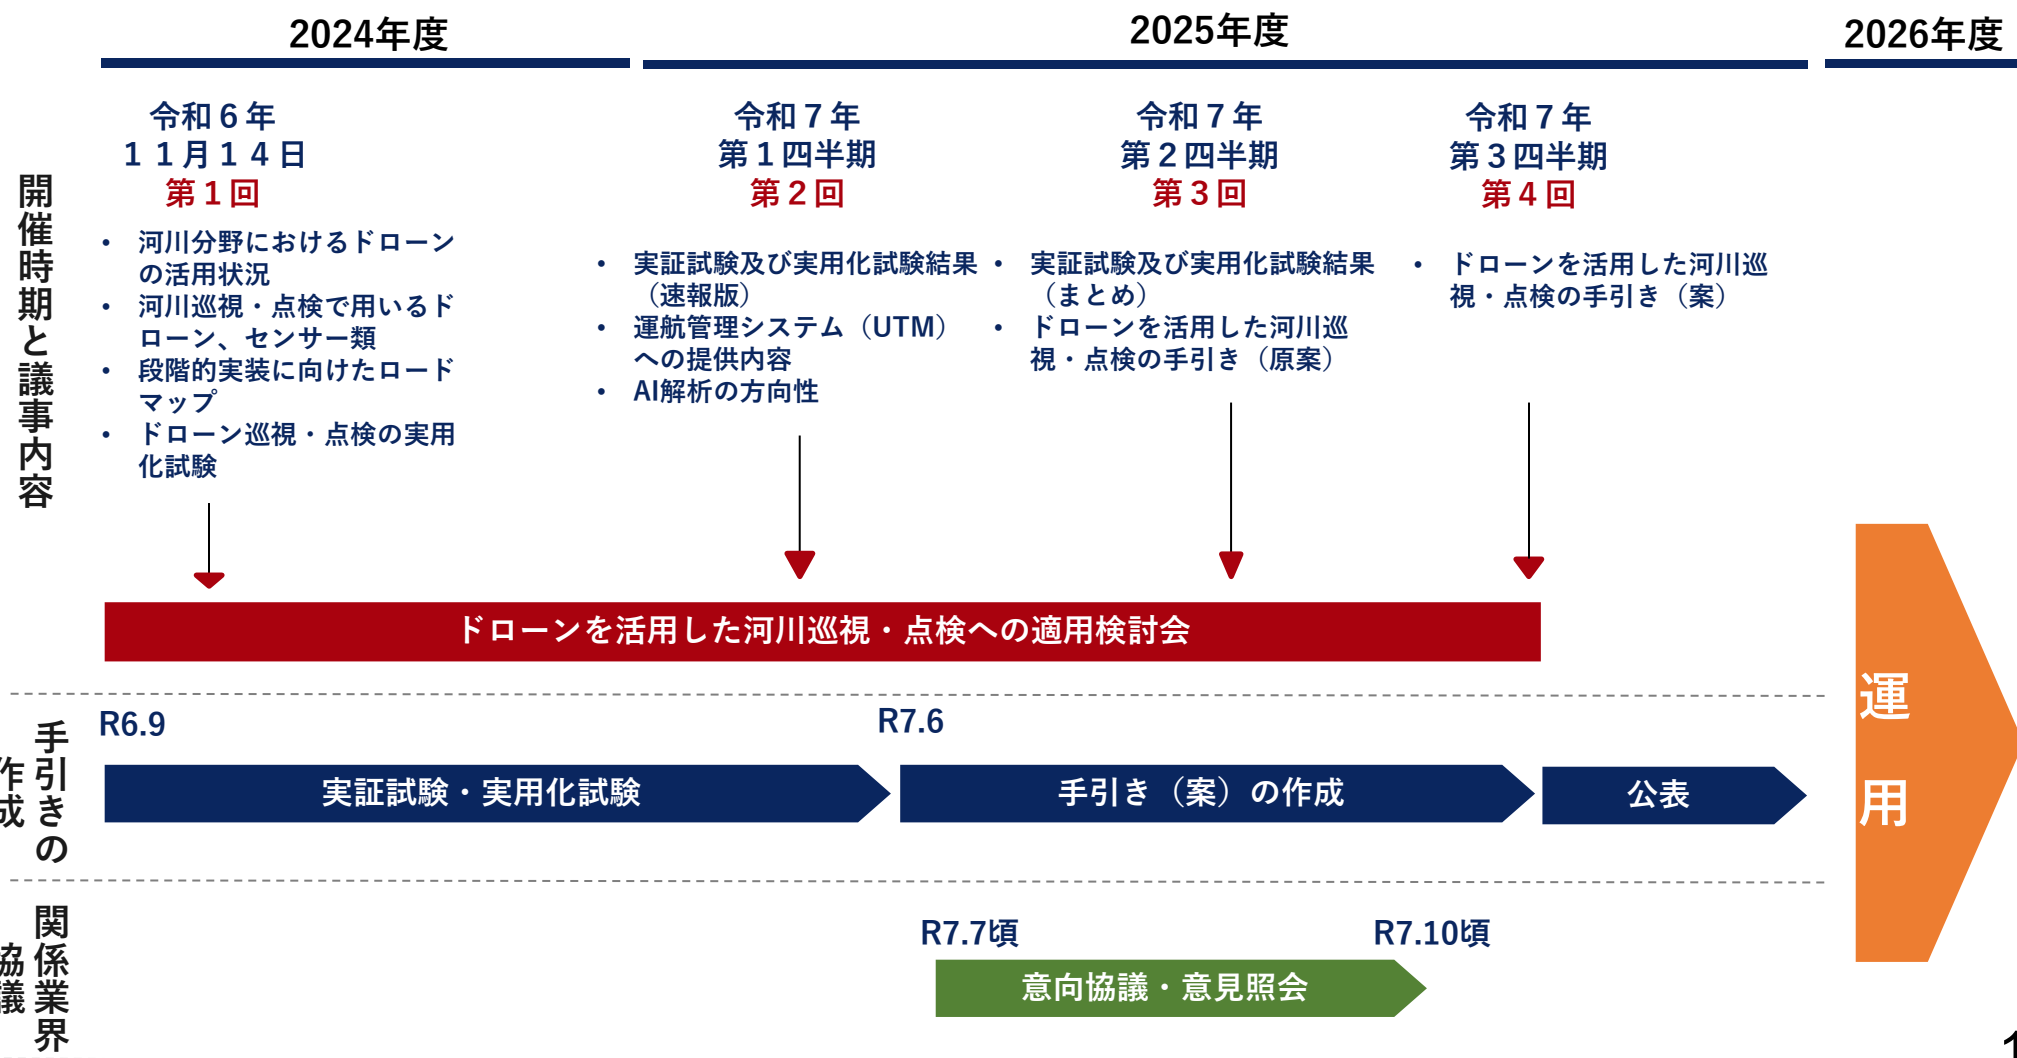 2024年度
2025年度
2026年度
開催時期と議事内容
令和６年
１１月１４日
第１回
• 河川分野におけるドローン
の活用状況
• 河川巡視・点検で用いるド
ローン、センサー類
• 段階的実装に向けたロード
マップ
• ドローン巡視・点検の実用
化試験
令和７年
第１四半期
第２回
• 実証試験及び実用化試験結果
（速報版）
• 運航管理システム（UTM）
への提供内容
• AI解析の方向性
令和７年
第２四半期
第３回
• 実証試験及び実用化試験結果
（まとめ）
• ドローンを活用した河川巡
視・点検の手引き（原案）
令和７年
第３四半期
第４回
• ドローンを活用した河川巡
視・点検の手引き（案）
ドローンを活用した河川巡視・点検への適用検討会
手引きの
作成
R6.9
R7.6
実証試験・実用化試験
手引き（案）の作成
公表
運用
関係業界
協議
R7.7頃
R7.10頃
意向協議・意見照会